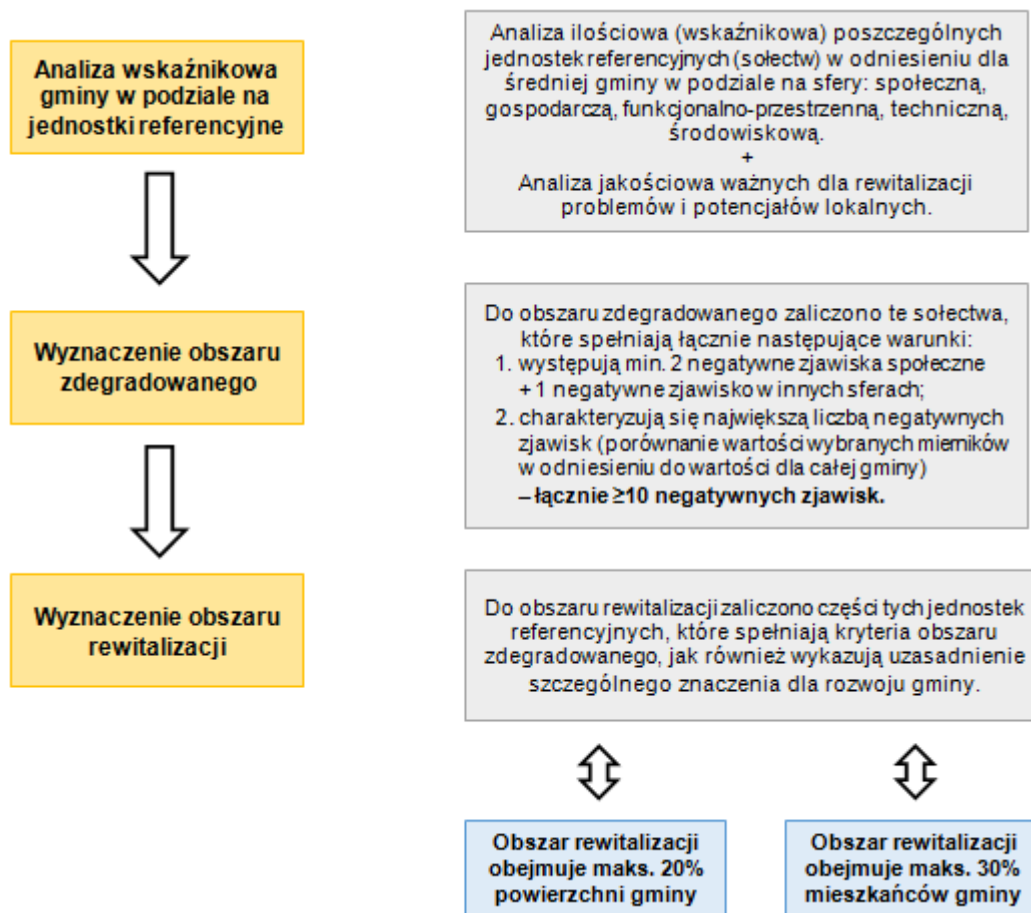 Analiza wskaźnikowa
gminy w podziale na
jednostki referencyjne
Analiza ilościowa (wskaźnikowa) poszczególnych
jednostek referencyjnych (sołectw) w odniesieniu dla
średniej gminy w podziale na sfery: społeczną,
gospodarczą, funkcjonalno-przestrzenną, techniczną,
środowiskową.
+
Analiza jakościowa ważnych dla rewitalizacji
problemów i potencjałów lokalnych.
Wyznaczenie obszaru
zdegradowanego
Do obszaru zdegradowanego zaliczono te sołectwa,
które spełniają łącznie następujące warunki:
1. występują min. 2 negatywne zjawiska społeczne
+ 1 negatywne zjawisko w innych sferach;
2. charakteryzują się największą liczbą negatywnych
zjawisk (porównanie wartości wybranych mierników
w odniesieniu do wartości dla całej gminy)
– łącznie ≥10 negatywnych zjawisk.
Wyznaczenie obszaru
rewitalizacji
Do obszaru rewitalizacji zaliczono części tych jednostek
referencyjnych, które spełniają kryteria obszaru
zdegradowanego, jak również wykazują uzasadnienie
szczególnego znaczenia dla rozwoju gminy.
Obszar rewitalizacji
obejmuje maks. 20%
powierzchni gminy
Obszar rewitalizacji
obejmuje maks. 30%
mieszkańców gminy